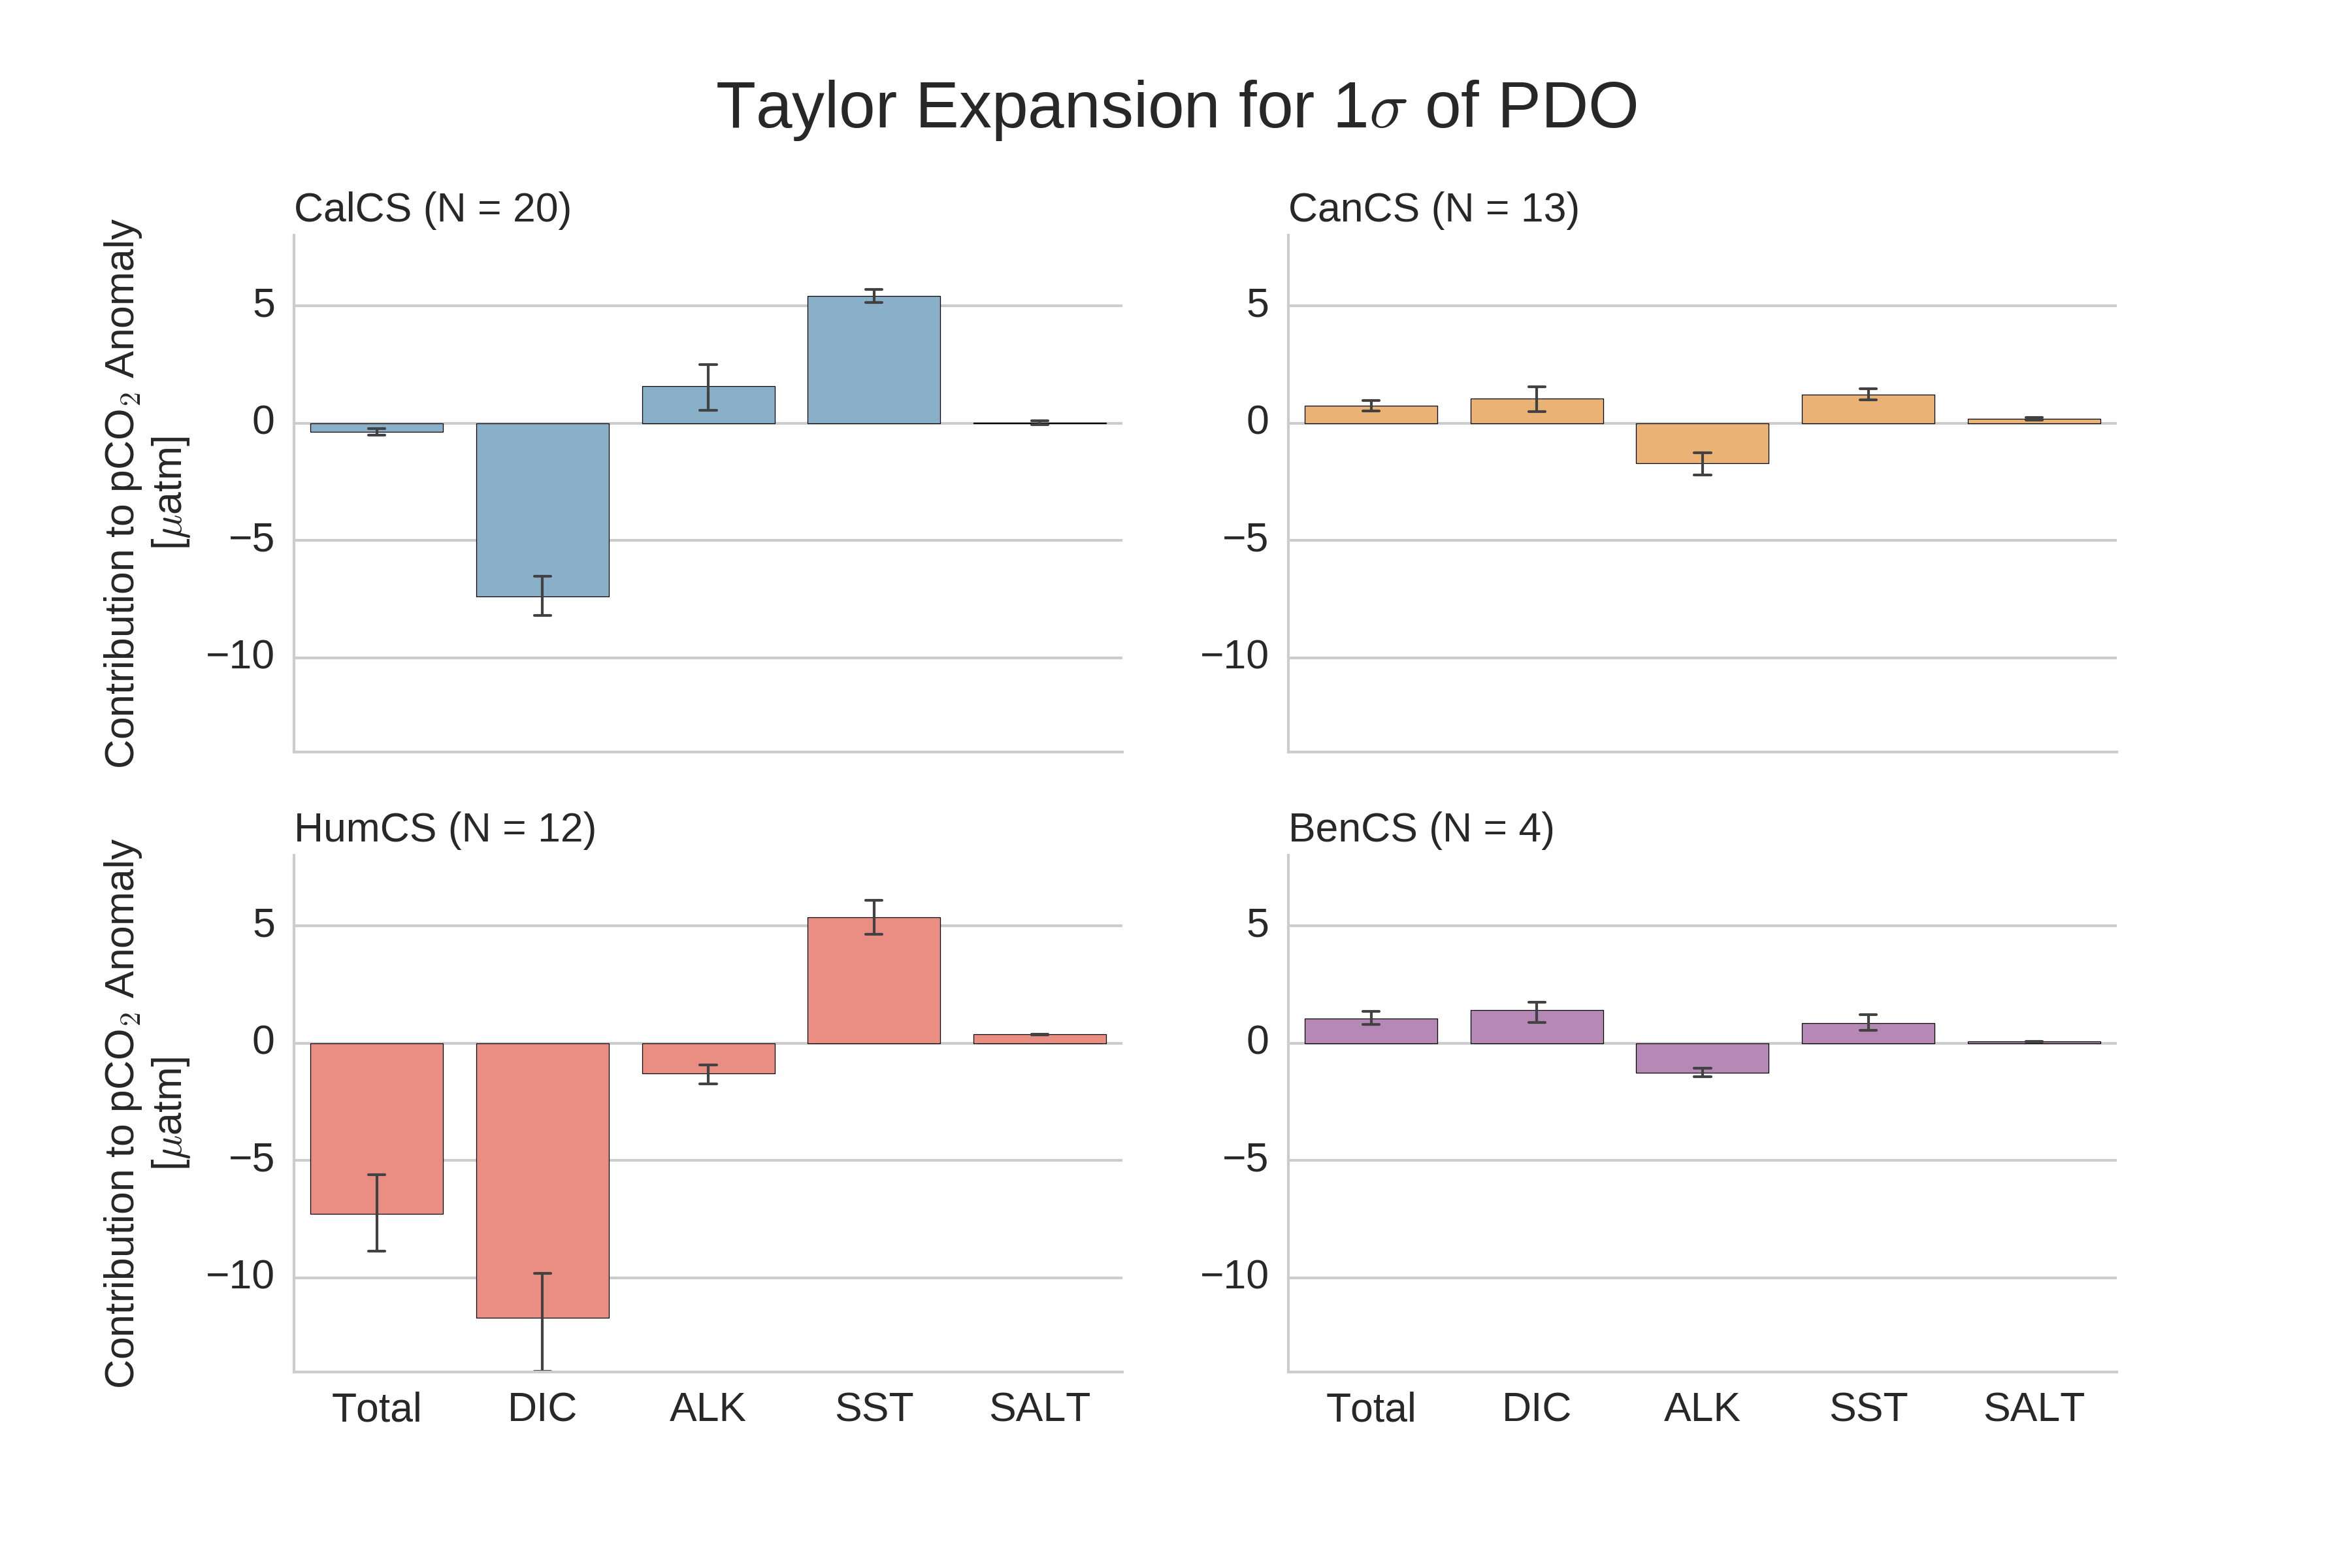 Taylor Expansion for 1σ of PDO
CalCS (N = 20)
Contribution to pCO₂ Anomaly
[μatm]
5
0
−5
−10
CanCS (N = 13)
5
0
−5
−10
HumCS (N = 12)
Contribution to pCO₂ Anomaly
[μatm]
5
0
−5
−10
Total DIC ALK SST SALT
BenCS (N = 4)
5
0
−5
−10
Total DIC ALK SST SALT